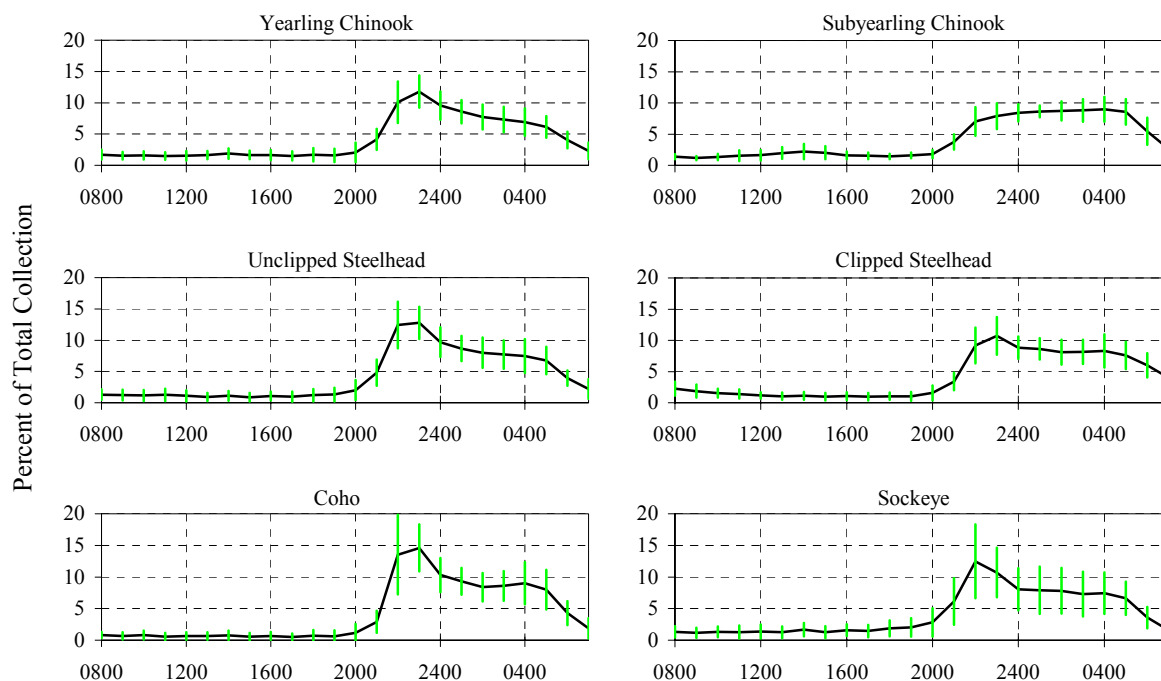 Percent of Total Collection
Yearling Chinook
20
15
10
5
0
0800 1200 1600 2000 2400 0400
Subyearling Chinook
20
15
10
5
0
0800 1200 1600 2000 2400 0400
Unclipped Steelhead
20
15
10
5
0
0800 1200 1600 2000 2400 0400
Clipped Steelhead
20
15
10
5
0
0800 1200 1600 2000 2400 0400
Coho
20
15
10
5
0
0800 1200 1600 2000 2400 0400
Sockeye
20
15
10
5
0
0800 1200 1600 2000 2400 0400